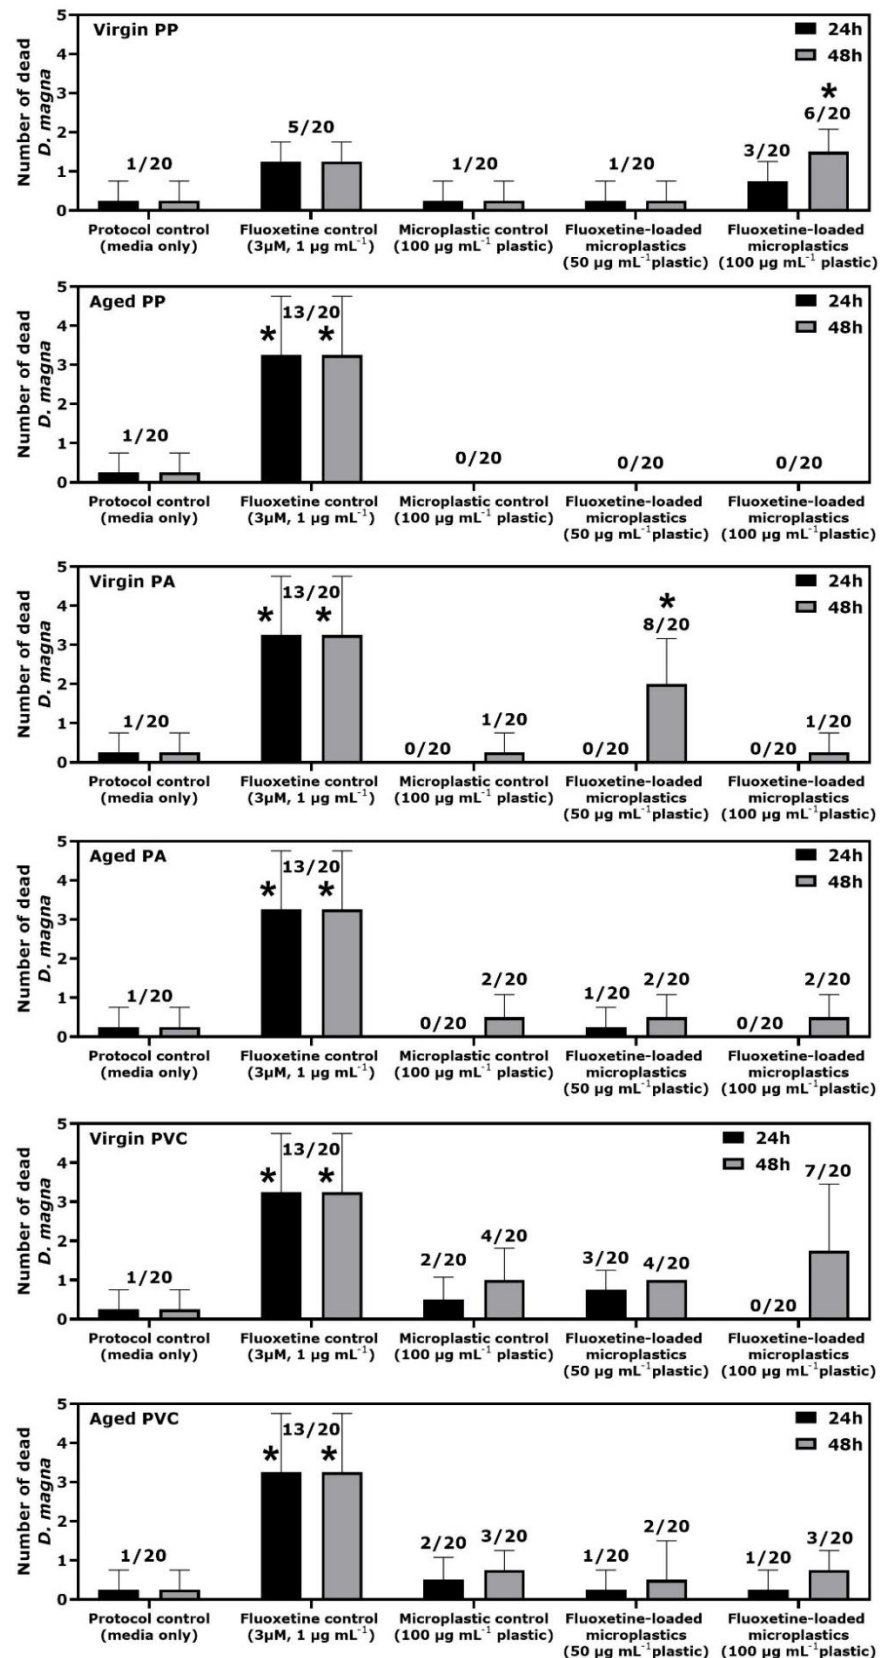 Virgin PP
24h
48h
Number of dead
D. magna
5
4
3
2
1
0
1/20
5/20
1/20
1/20
3/20
*
6/20
Protocol control
(media only)
Fluoxetine control
(3µM, 1 µg mL⁻¹)
Microplastic control
(100 µg mL⁻¹ plastic)
Fluoxetine-loaded
microplastics
(50 µg mL⁻¹plastic)
Fluoxetine-loaded
microplastics
(100 µg mL⁻¹ plastic)
Aged PP
24h
48h
Number of dead
D. magna
5
4
3
2
1
0
1/20
13/20
* *
0/20
0/20
0/20
Protocol control
(media only)
Fluoxetine control
(3µM, 1 µg mL⁻¹)
Microplastic control
(100 µg mL⁻¹ plastic)
Fluoxetine-loaded
microplastics
(50 µg mL⁻¹plastic)
Fluoxetine-loaded
microplastics
(100 µg mL⁻¹ plastic)
Virgin PA
24h
48h
Number of dead
D. magna
5
4
3
2
1
0
1/20
13/20
* *
0/20
1/20
0/20
*
8/20
0/20
1/20
Protocol control
(media only)
Fluoxetine control
(3µM, 1 µg mL⁻¹)
Microplastic control
(100 µg mL⁻¹ plastic)
Fluoxetine-loaded
microplastics
(50 µg mL⁻¹plastic)
Fluoxetine-loaded
microplastics
(100 µg mL⁻¹ plastic)
Aged PA
24h
48h
Number of dead
D. magna
5
4
3
2
1
0
1/20
13/20
* *
0/20
2/20
1/20
2/20
0/20
2/20
Protocol control
(media only)
Fluoxetine control
(3µM, 1 µg mL⁻¹)
Microplastic control
(100 µg mL⁻¹ plastic)
Fluoxetine-loaded
microplastics
(50 µg mL⁻¹plastic)
Fluoxetine-loaded
microplastics
(100 µg mL⁻¹ plastic)
Virgin PVC
24h
48h
Number of dead
D. magna
5
4
3
2
1
0
1/20
13/20
* *
2/20
4/20
3/20
4/20
0/20
7/20
Protocol control
(media only)
Fluoxetine control
(3µM, 1 µg mL⁻¹)
Microplastic control
(100 µg mL⁻¹ plastic)
Fluoxetine-loaded
microplastics
(50 µg mL⁻¹plastic)
Fluoxetine-loaded
microplastics
(100 µg mL⁻¹ plastic)
Aged PVC
24h
48h
Number of dead
D. magna
5
4
3
2
1
0
1/20
13/20
* *
2/20
3/20
1/20
2/20
1/20
3/20
Protocol control
(media only)
Fluoxetine control
(3µM, 1 µg mL⁻¹)
Microplastic control
(100 µg mL⁻¹ plastic)
Fluoxetine-loaded
microplastics
(50 µg mL⁻¹plastic)
Fluoxetine-loaded
microplastics
(100 µg mL⁻¹ plastic)